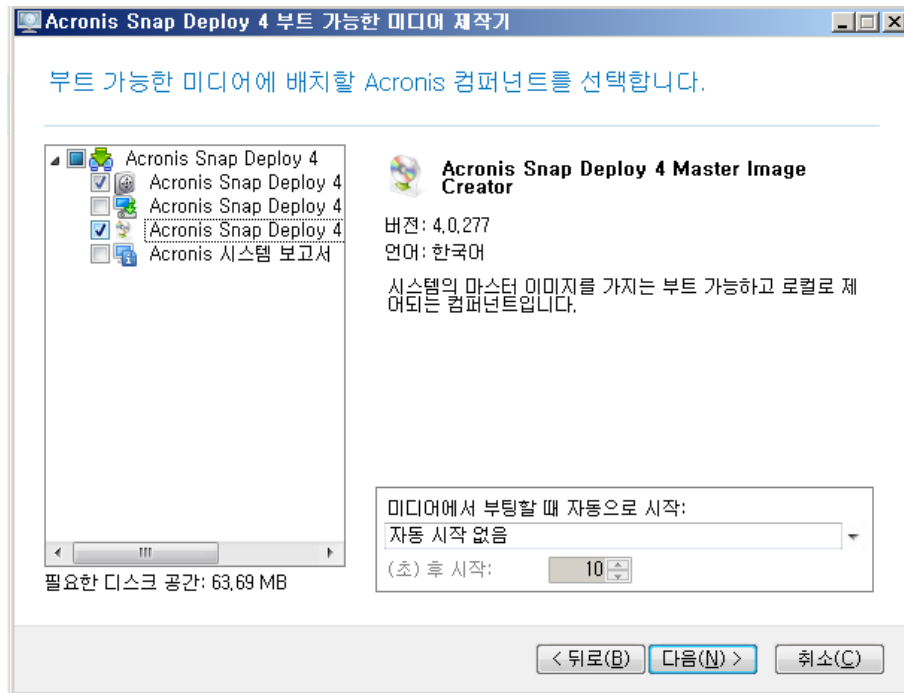 Acronis Snap Deploy 4 부트 가능한 미디어 제작기
부트 가능한 미디어에 배치할 Acronis 컴퍼넌트를 선택합니다.
Acronis Snap Deploy 4
Acronis Snap Deploy 4
Acronis Snap Deploy 4
Acronis Snap Deploy 4
Acronis 시스템 보고서
필요한 디스크 공간: 63,69 MB
Acronis Snap Deploy 4 Master Image
Creator
버전: 4,0,277
언어: 한국어
시스템의 마스터 이미지를 가지는 부트 가능하고 로컬로 제
어되는 컴퍼넌트입니다.
미디어에서 부팅할 때 자동으로 시작:
자동 시작 없음
(초) 후 시작:
10
< 뒤로(B)
다음(N) >
취소(C)